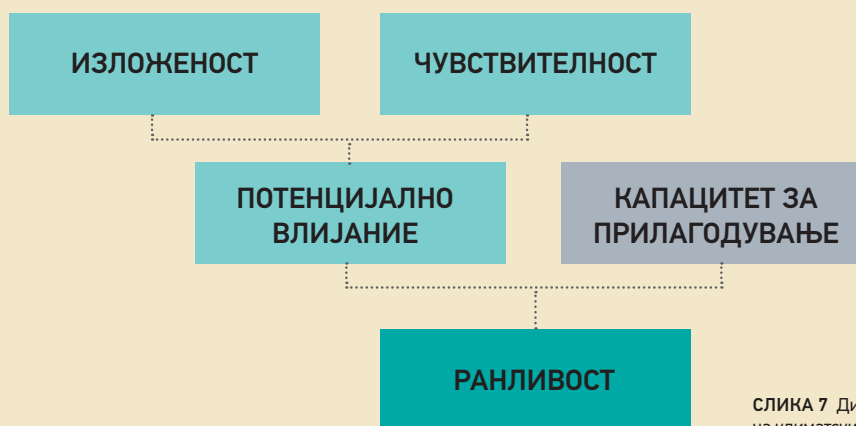 ИЗЛОЖЕНОСТ
ЧУВСТВИТЕЛНОСТ
ПОТЕНЦИЈАЛНО
ВЛИЈАНИЕ
КАПАЦИТЕТ ЗА
ПРИЛАГОДУВАЊЕ
РАНЛИВОСТ
СЛИКА 7